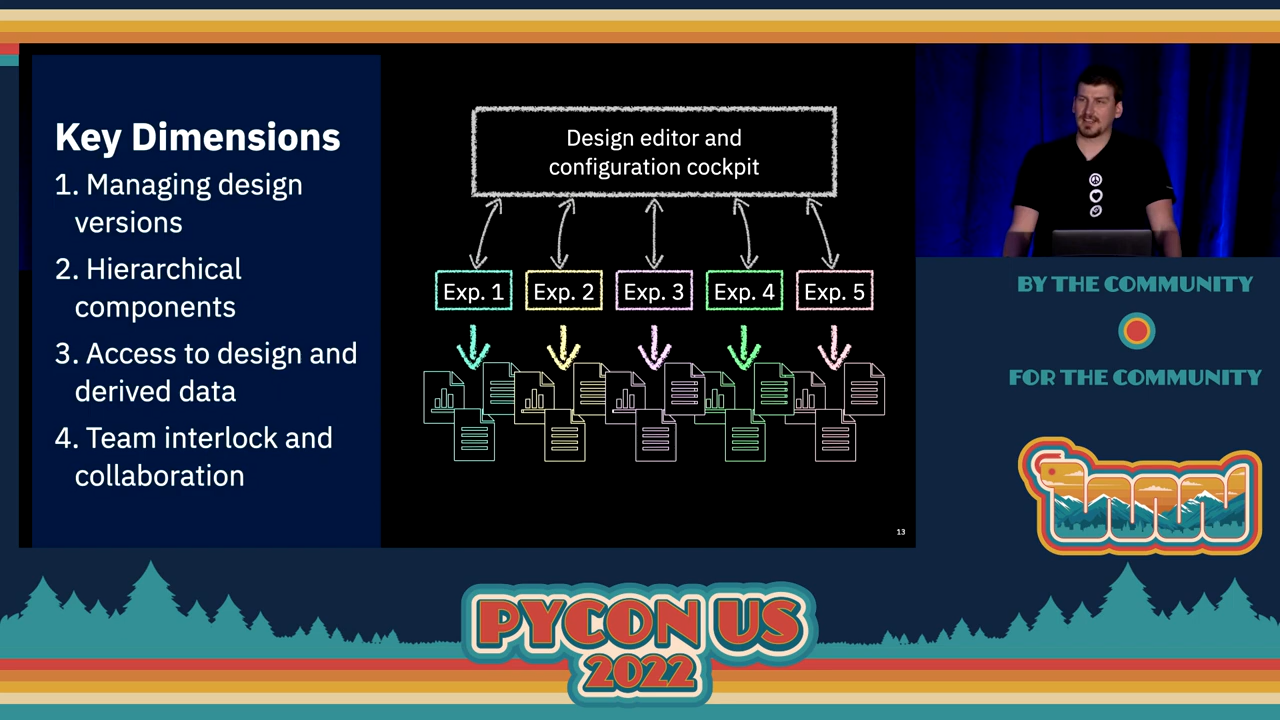 Key Dimensions
1. Managing design
versions
2. Hierarchical
components
3. Access to design and
derived data
4. Team interlock and
collaboration
Design editor and
configuration cockpit
Exp. 1
Exp. 2
Exp. 3
Exp. 4
Exp. 5
13
BY THE COMMUNITY
FOR THE COMMUNITY
PYCON US
2022